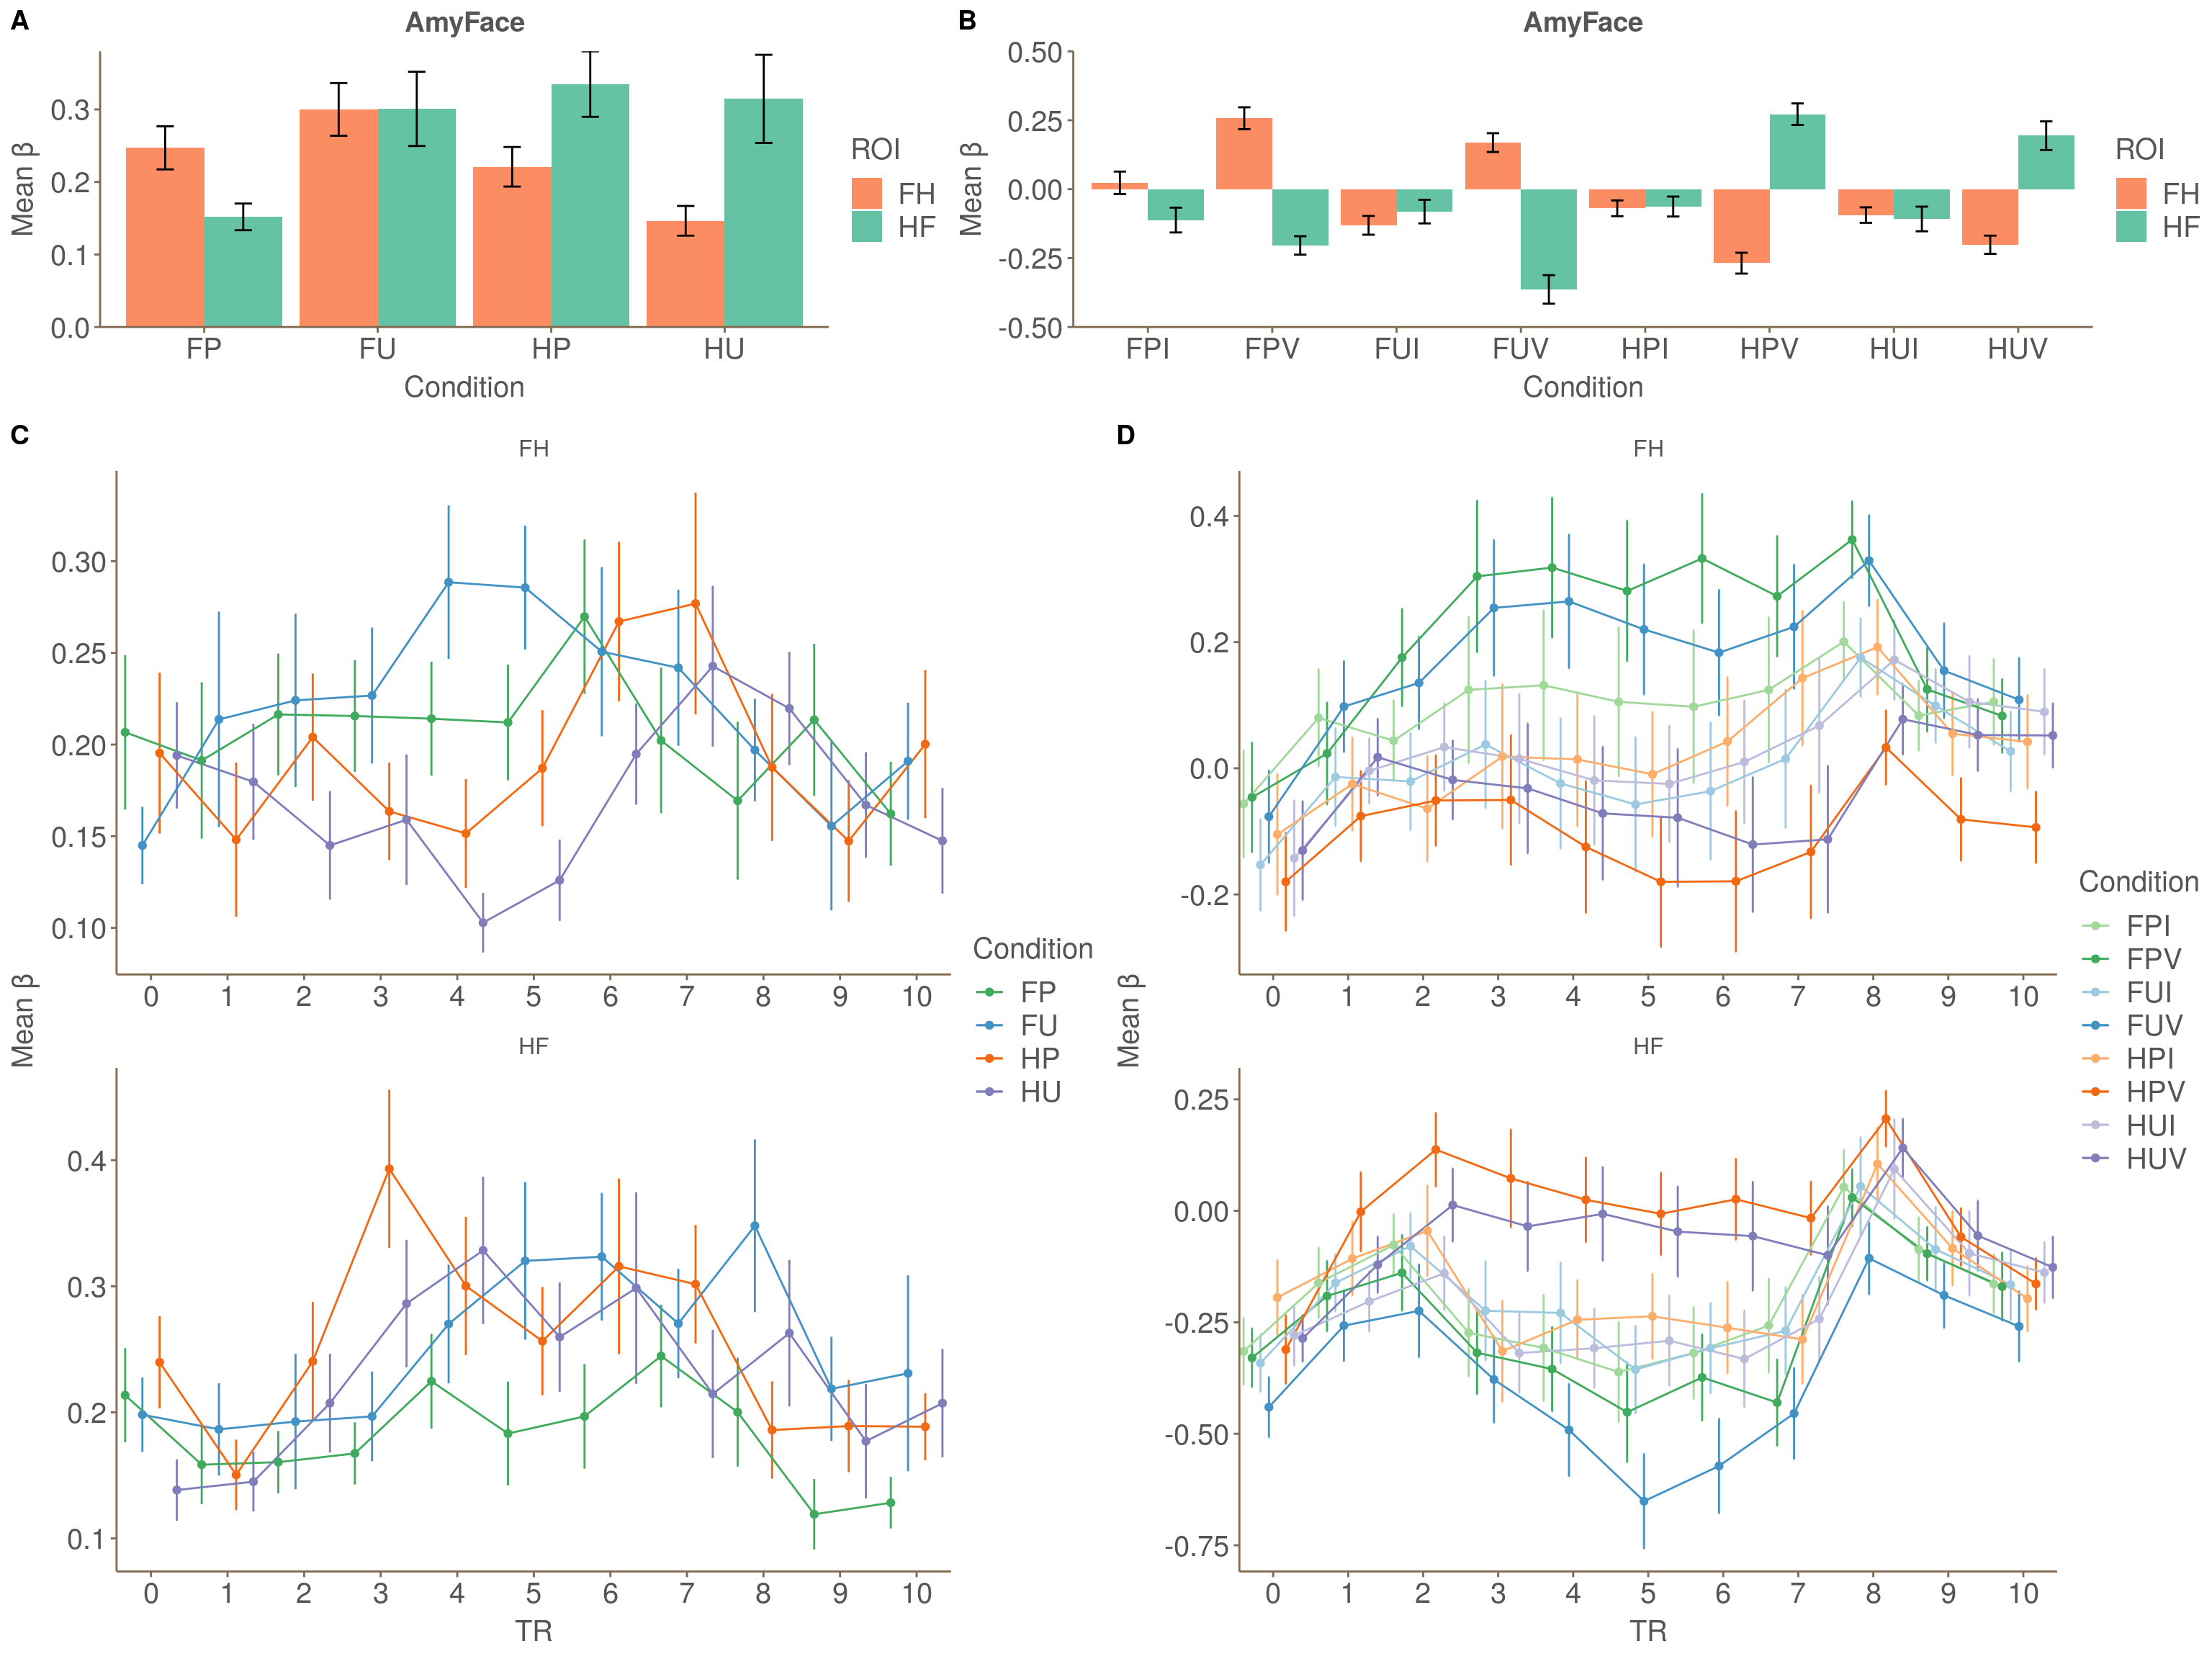 A
AmyFace
Mean β
0.3
0.2
0.1
0.0
FP FU HP HU
Condition
ROI
FH
HF
B
AmyFace
Mean β
0.50
0.25
0.00
-0.25
-0.50
FPI FPV FUI FUV HPI HPV HUI HUV
Condition
ROI
FH
HF
C
FH
0.30
0.25
0.20
0.15
0.10
0 1 2 3 4 5 6 7 8 9 10
Mean β
HF
0.4
0.3
0.2
0.1
0 1 2 3 4 5 6 7 8 9 10
TR
Condition
FP
FU
HP
HU
D
FH
0.4
0.2
0.0
-0.2
0 1 2 3 4 5 6 7 8 9 10
Mean β
HF
0.25
0.00
-0.25
-0.50
-0.75
0 1 2 3 4 5 6 7 8 9 10
TR
Condition
FPI
FPV
FUI
FUV
HPI
HPV
HUI
HUV